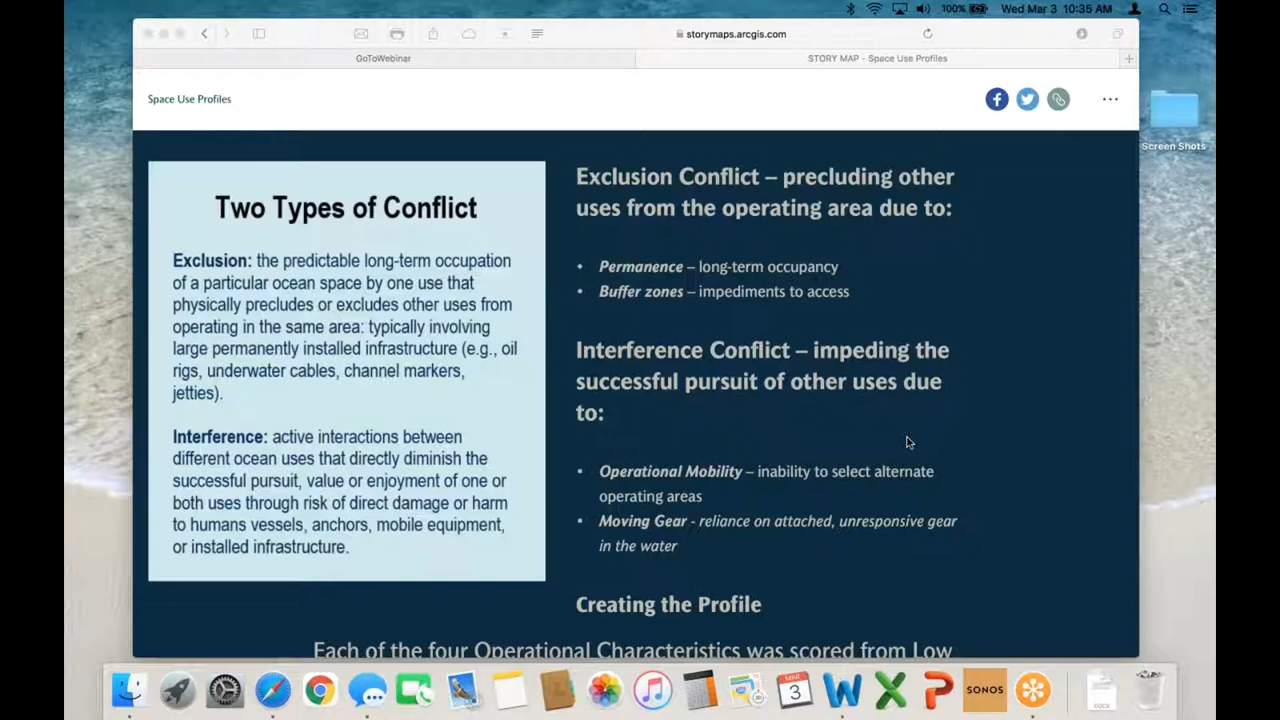 100%
Wed Mar 3 10:35 AM
storymaps.arcgis.com
GoToWebinar
STORY MAP - Space Use Profiles
Space Use Profiles
Screen Shots
Two Types of Conflict
Exclusion: the predictable long-term occupation
of a particular ocean space by one use that
physically precludes or excludes other uses from
operating in the same area: typically involving
large permanently installed infrastructure (e.g., oil
rigs, underwater cables, channel markers,
jetties).
Interference: active interactions between
different ocean uses that directly diminish the
successful pursuit, value or enjoyment of one or
both uses through risk of direct damage or harm
to humans vessels, anchors, mobile equipment,
or installed infrastructure.
Exclusion Conflict – precluding other
uses from the operating area due to:
• Permanence – long-term occupancy
• Buffer zones – impediments to access
Interference Conflict – impeding the
successful pursuit of other uses due
to:
• Operational Mobility – inability to select alternate
operating areas
• Moving Gear - reliance on attached, unresponsive gear
in the water
Creating the Profile
Each of the four Operational Characteristics was scored from Low
MAR
3
SONOS
DOCX